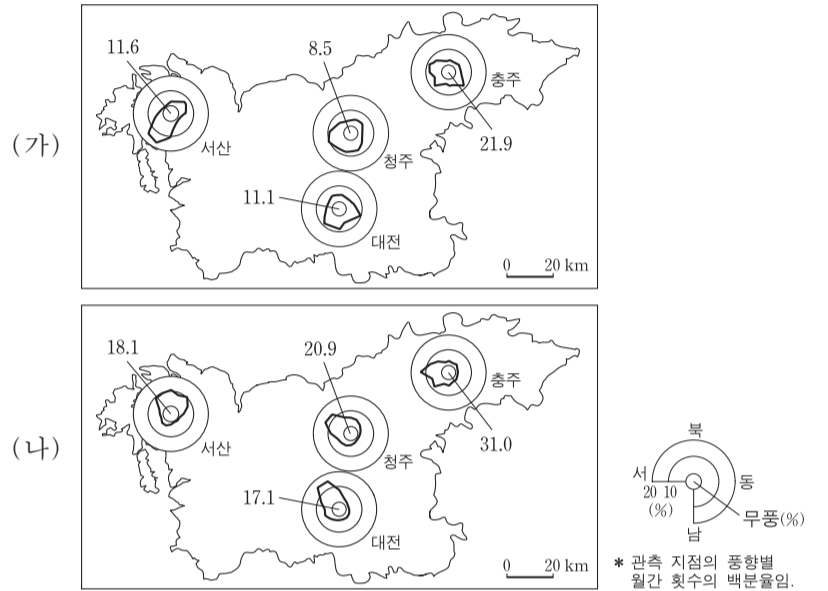 (가)
11.6
8.5
서산
충주
청주
21.9
11.1
대전
0 20 km
(나)
18.1
20.9
서산
충주
청주
31.0
17.1
대전
0 20 km
북
서
동
20 10
(%)
무풍(%)
남
* 관측 지점의 풍향별
월간 횟수의 백분율임.